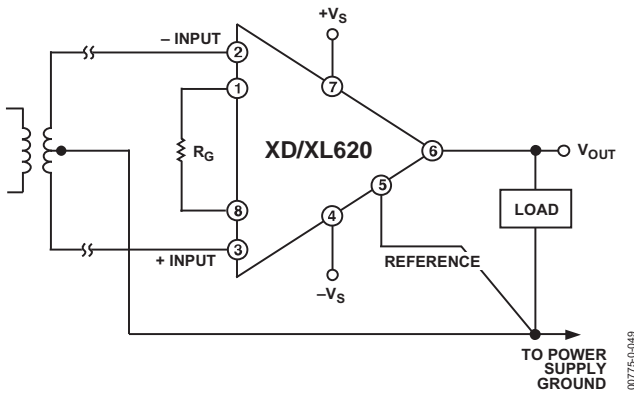 +VS
– INPUT
2
1
7
RG
XD/XL620
6
VOUT
5
LOAD
8
4
3
REFERENCE
+ INPUT
–VS
TO POWER
SUPPLY
GROUND
00775-0-049